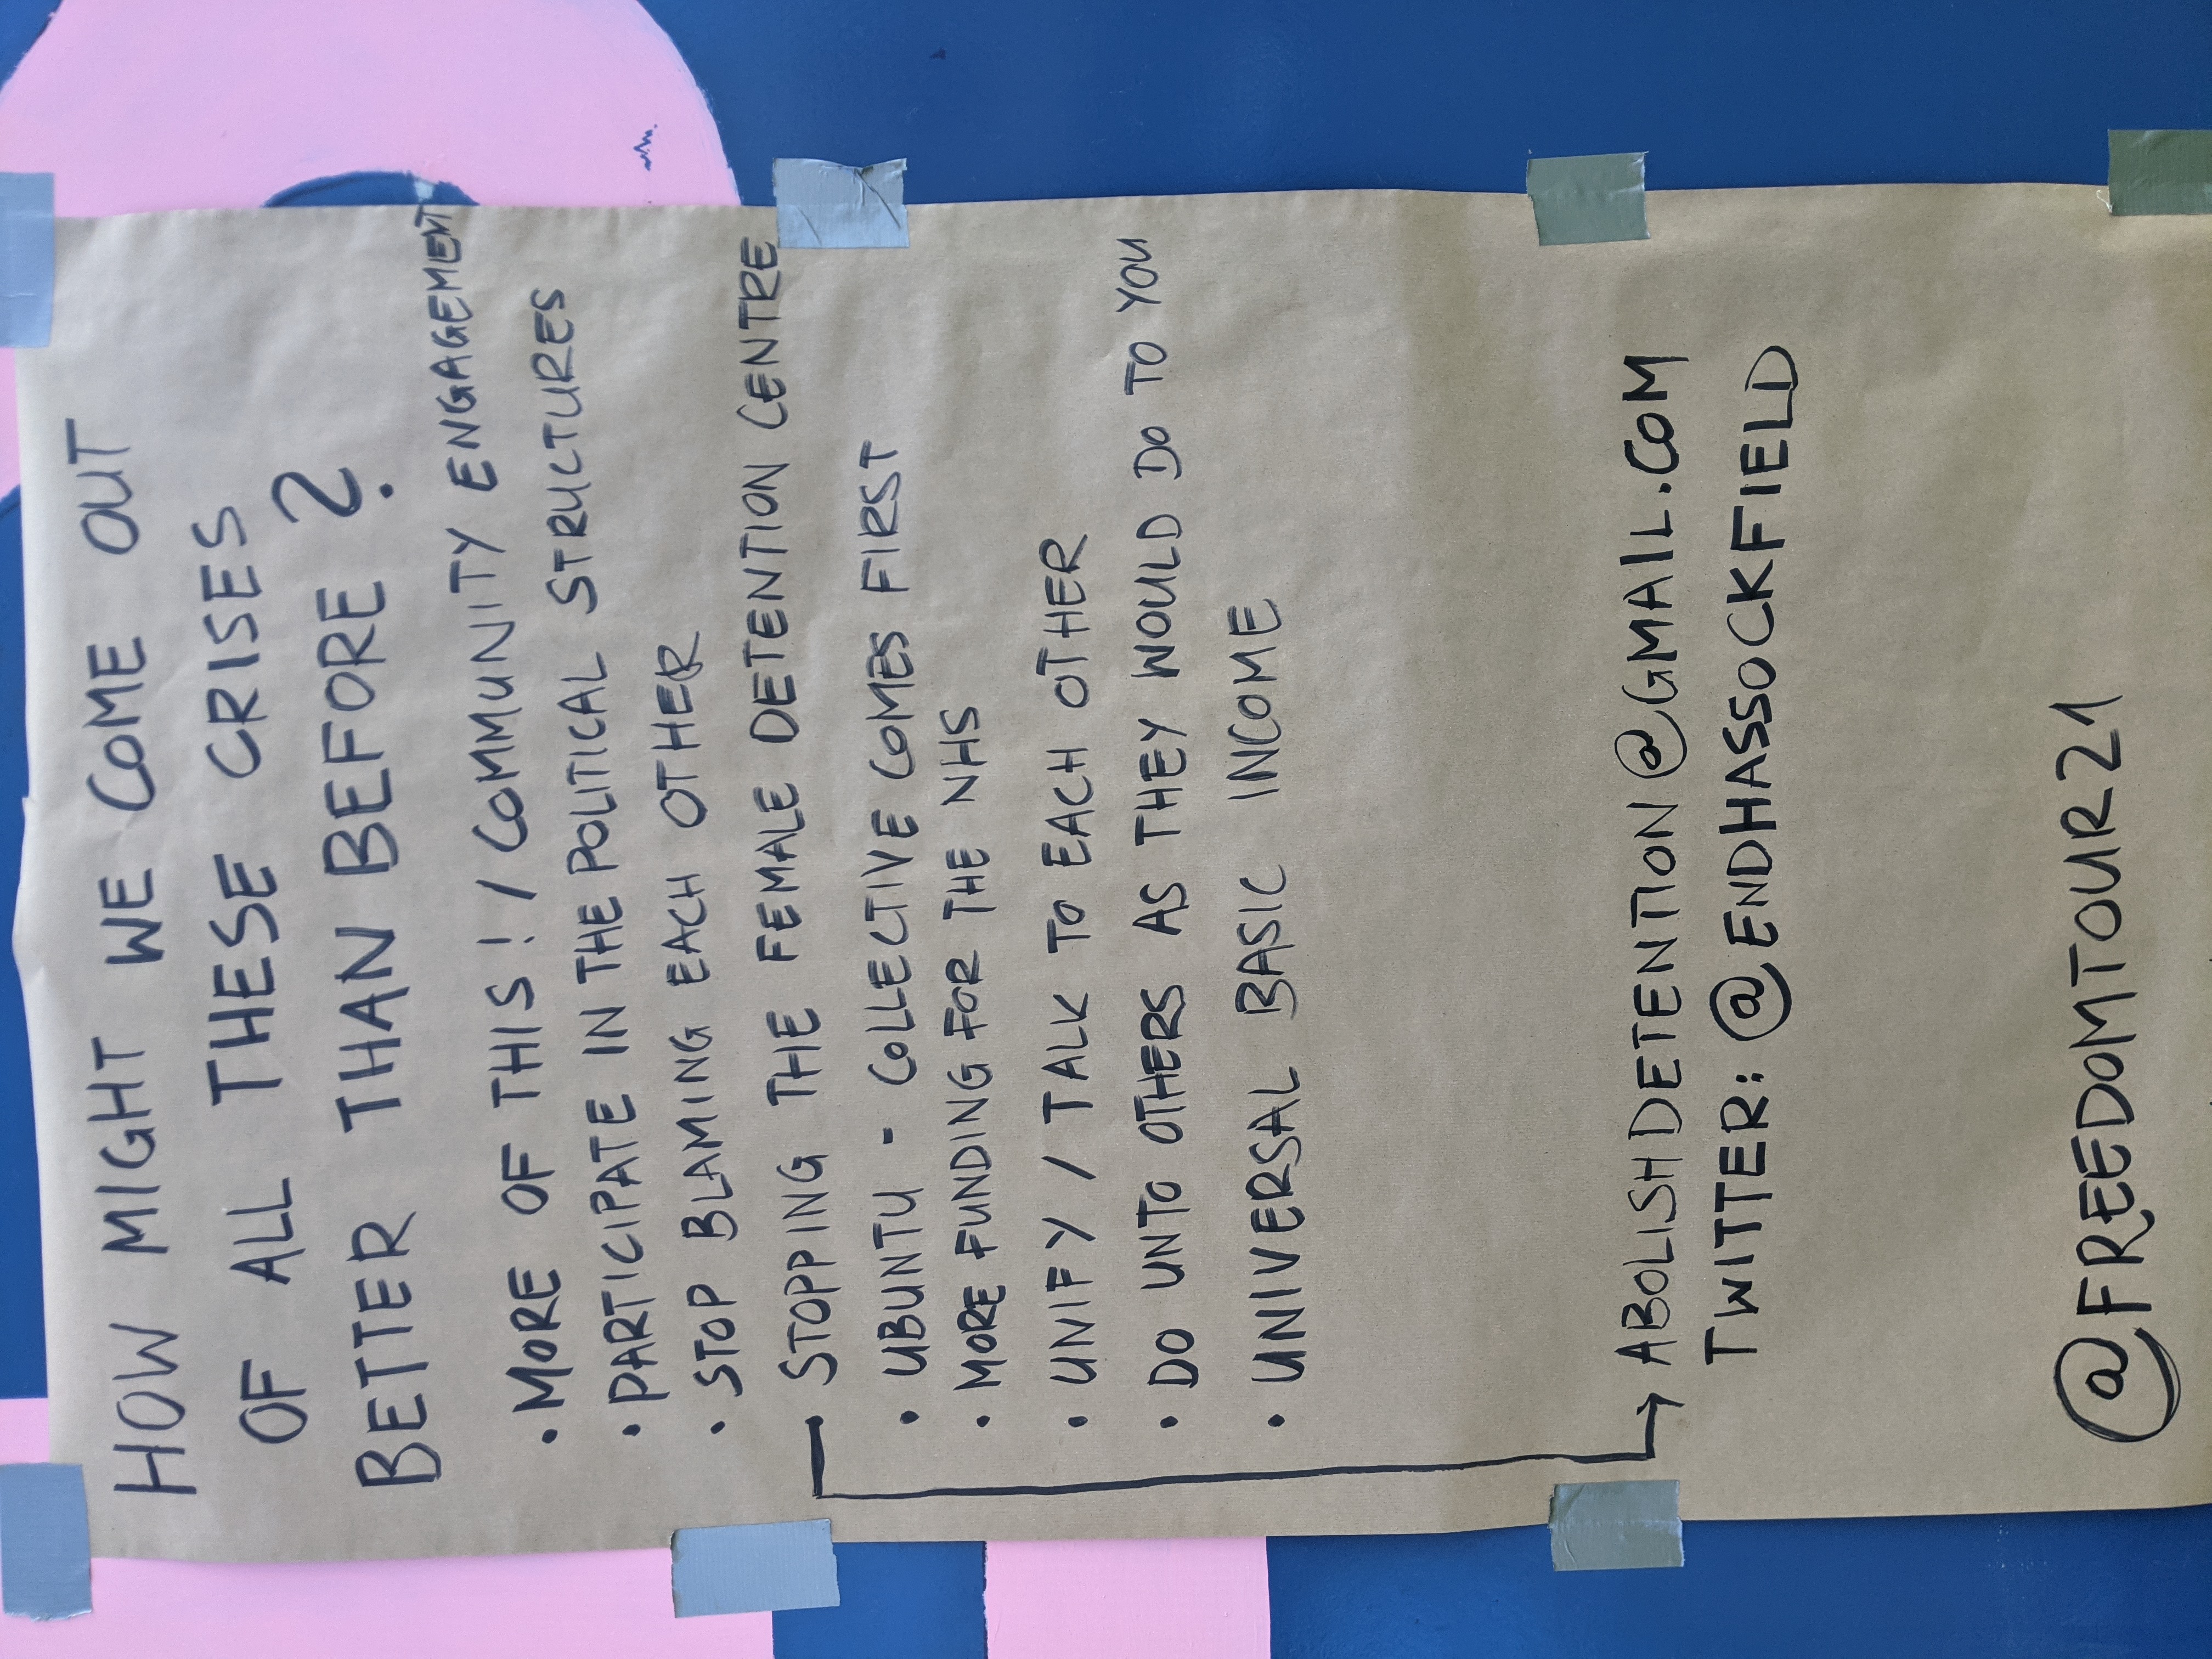 HOW MIGHT WE COME OUT
OF ALL THESE CRISES
BETTER THAN BEFORE?
• MORE OF THIS! / COMMUNITY ENGAGEMENT
• PARTICIPATE IN THE POLITICAL STRUCTURES
• STOP BLAMING EACH OTHER
• STOPPING THE FEMALE DETENTION CENTRE
• UBUNTU - COLLECTIVE COMES FIRST
• MORE FUNDING FOR THE NHS
• UNIFY / TALK TO EACH OTHER
• DO UNTO OTHERS AS THEY WOULD DO TO YOU
• UNIVERSAL BASIC INCOME
→ ABOLISHDETENTION@GMAIL.COM
TWITTER: @ENDHASSOCKFIELD
@FREEDOMTOUR21